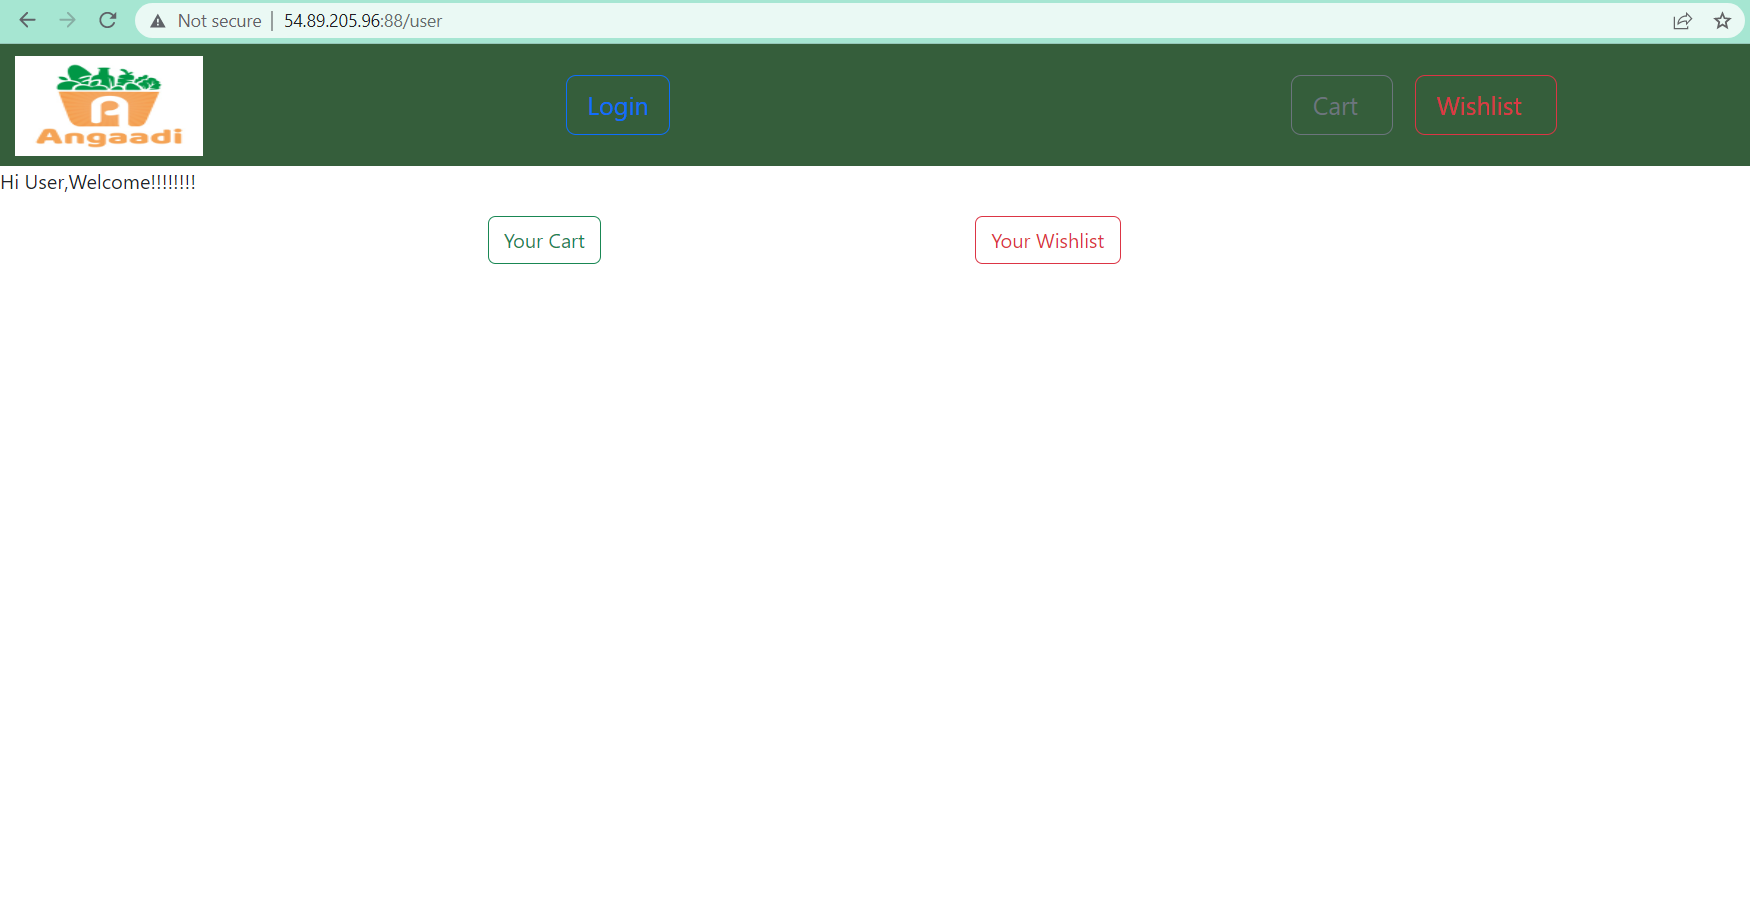 Not secure | 54.89.205.96:88/user
Angaadi
Login
Cart
Wishlist
Hi User,Welcome!!!!!!!!
Your Cart
Your Wishlist